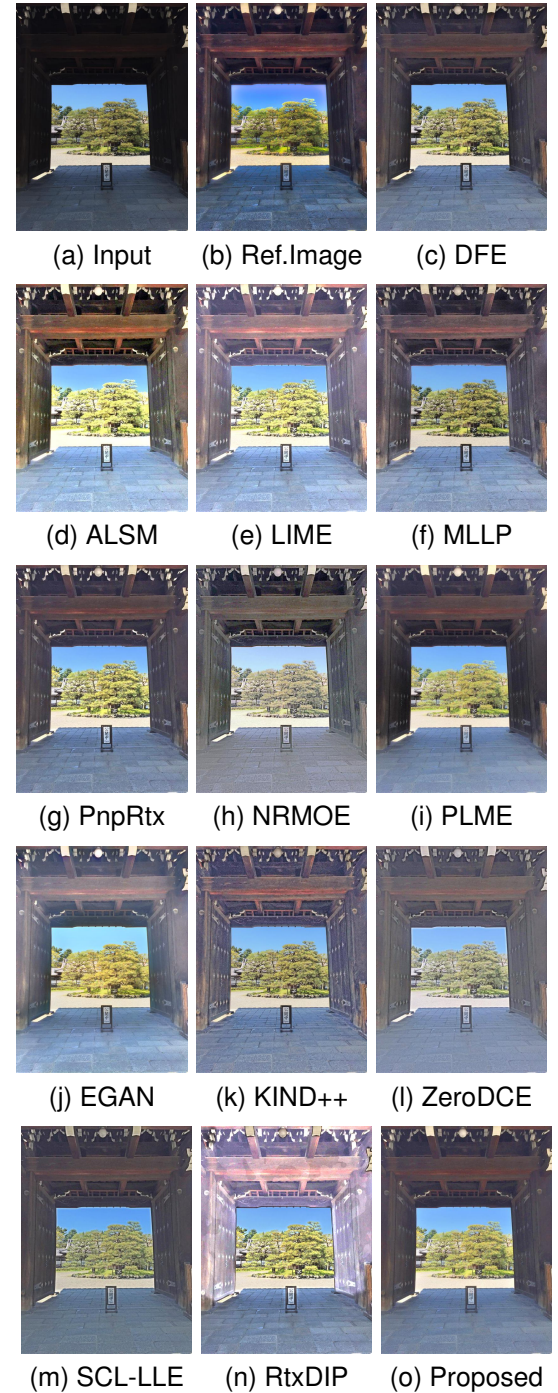 (a) Input
(b) Ref.Image
(c) DFE
(d) ALSM
(e) LIME
(f) MLLP
(g) PnpRtx
(h) NRMOE
(i) PLME
(j) EGAN
(k) KIND++
(l) ZeroDCE
(m) SCL-LLE
(n) RtxDIP
(o) Proposed